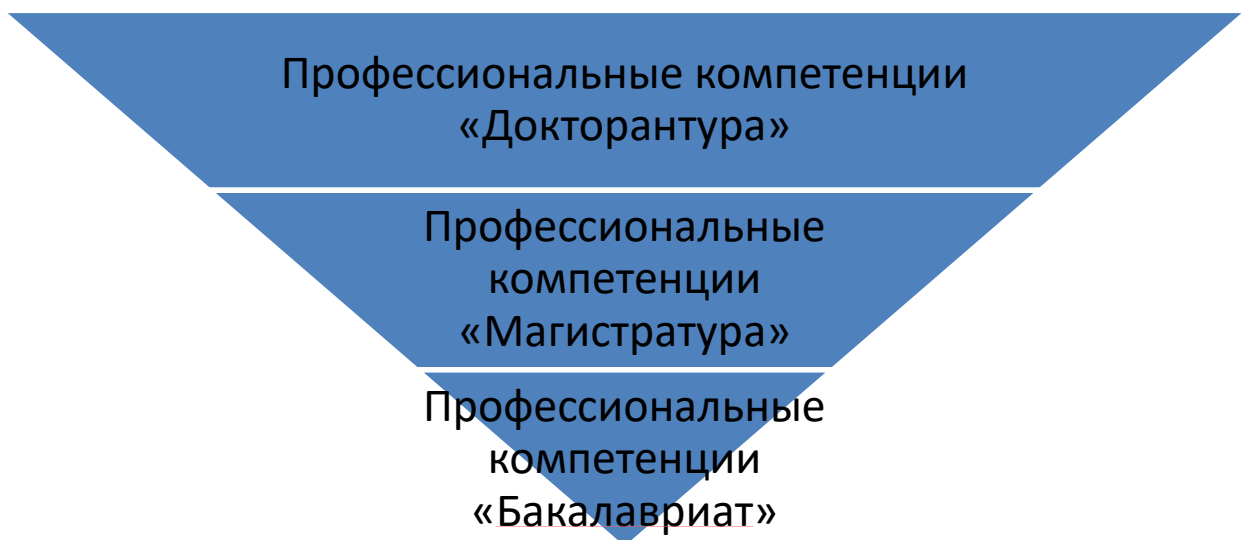 Профессиональные компетенции
«Докторантура»
Профессиональные
компетенции
«Магистратура»
Профессиональные
компетенции
«Бакалавриат»